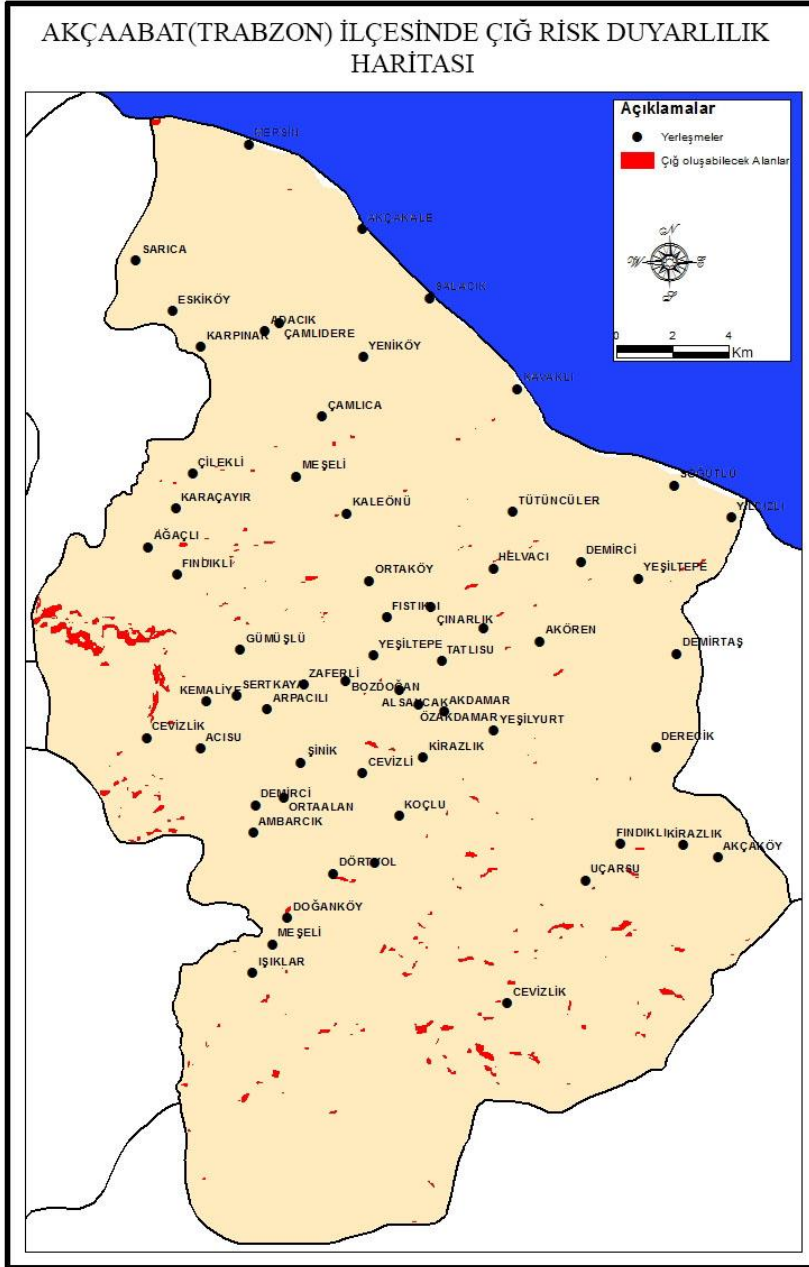 AKÇAABAT(TRABZON) İLÇESİNDE ÇIĞ RİSK DUYARLILIK
HARİTASI
Açıklamalar
Yerleşmeler
Çığ oluşabilecek Alanlar
N
W
E
S
0 2 4
Km
MERSİN
AKÇAKALE
SARICA
SALACIK
ESKİKÖY
ADACIK
ÇAMLIDERE
KARPINAR
YENİKÖY
KAVAKLI
ÇAMLICA
ÇİLEKLİ
MEŞELİ
SÖĞÜTLÜ
KARAÇAYIR
KALEÖNÜ
TÜTÜNCÜLER
YILDIZLI
AĞAÇLI
FINDIKLI
ORTAKÖY
HELVACI
DEMİRCİ
YEŞİLTEPE
FISTIKLI
ÇINARLIK
AKÖREN
GÜMÜŞLÜ
YEŞİLTEPE
TATLISU
DEMİRTAŞ
ZAFERLİ
SERTKAYA
BOZDOĞAN
KEMALİYE
ARPACILI
ALSANCAK
AKDAMAR
ÖZAKDAMAR
YEŞİLYURT
CEVİZLİK
ACISU
KİRAZLIK
DERECİK
ŞİNİK
CEVİZLİ
DEMİRCİ
ORTAALAN
KOÇLU
AMBARCIK
FINDIKLI
KİRAZLIK
AKÇAKÖY
DÖRTYOL
UÇARSU
DOĞANKÖY
MEŞELİ
IŞIKLAR
CEVİZLİK